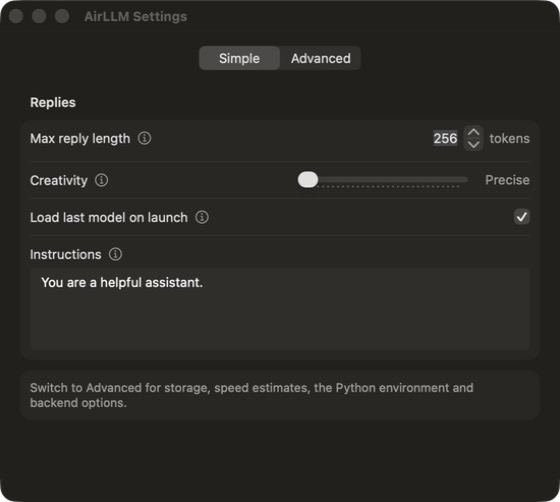 AirLLM Settings
Simple Advanced
Replies
Max reply length 256 tokens
Creativity Precise
Load last model on launch
Instructions
You are a helpful assistant.
Switch to Advanced for storage, speed estimates, the Python environment and
backend options.